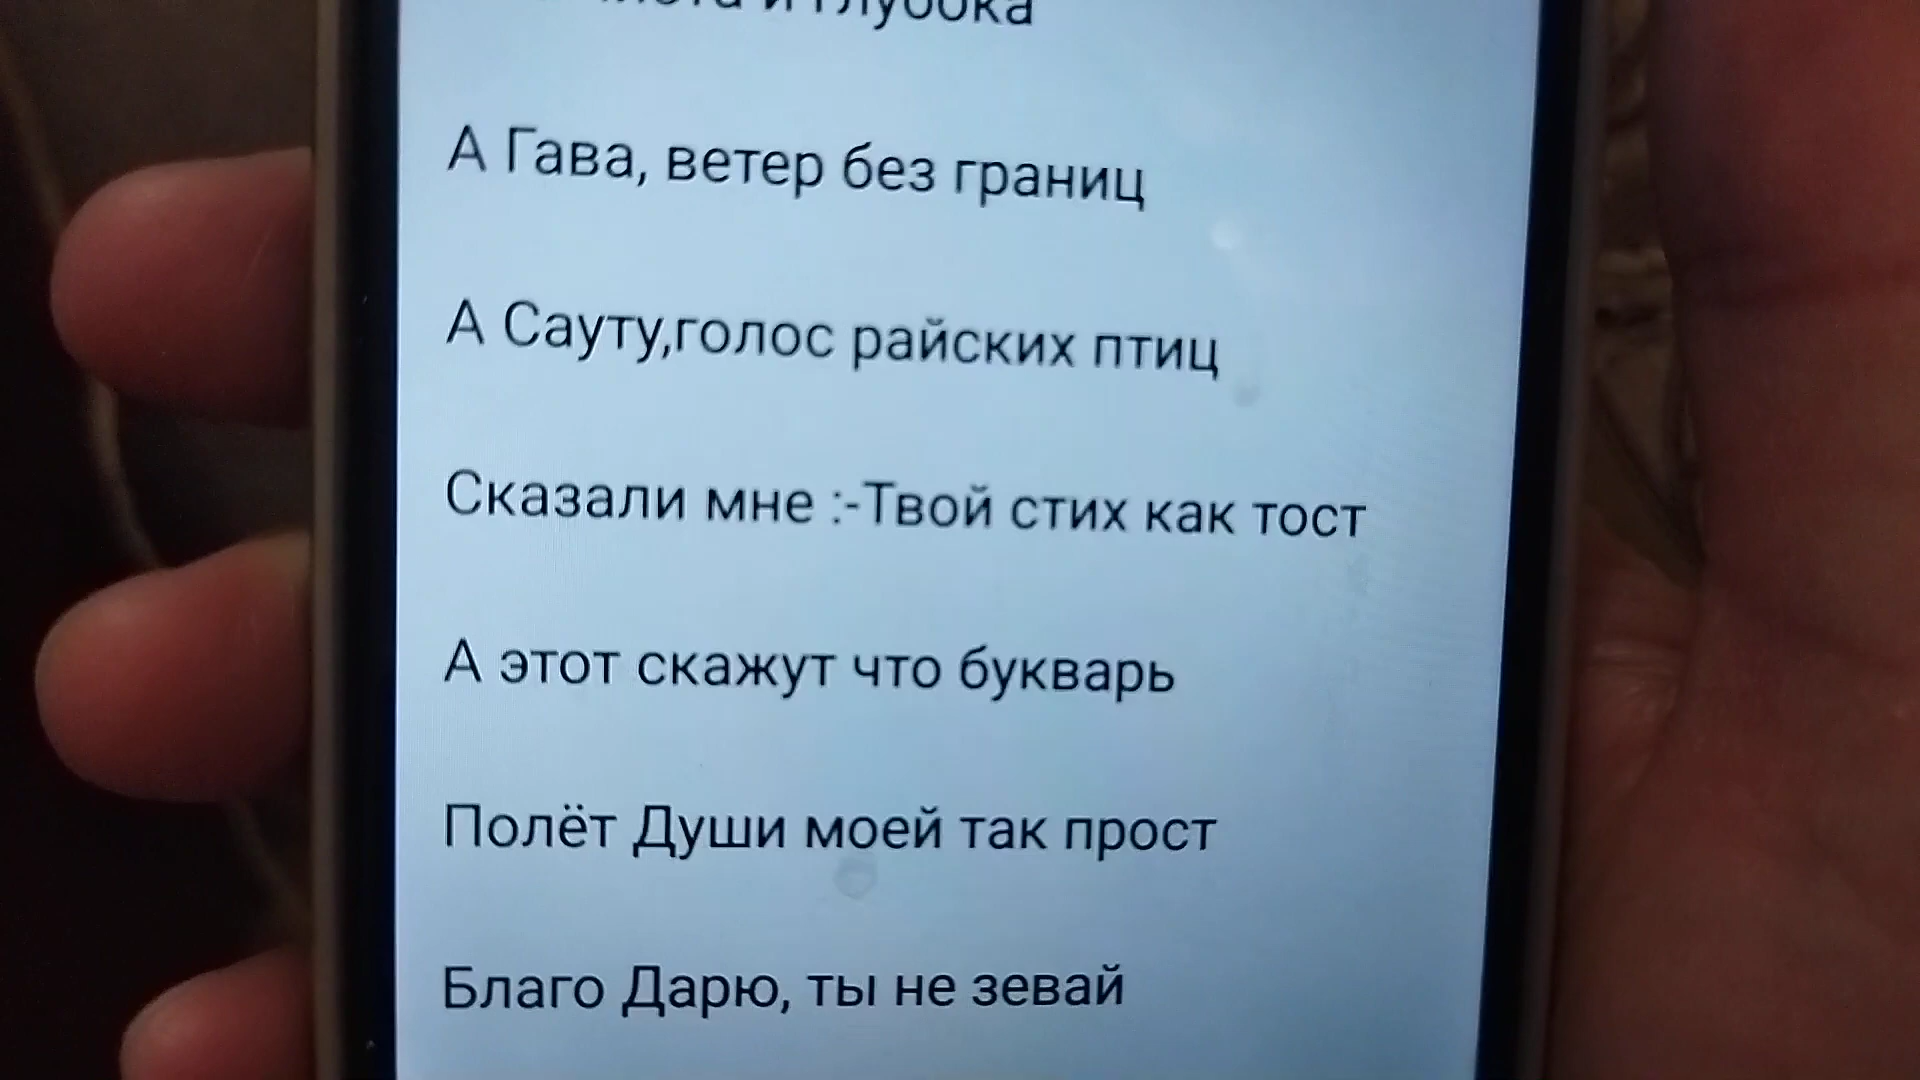 и глубока
А Гава, ветер без границ
А Сауту,голос райских птиц
Сказали мне :-Твой стих как тост
А этот скажут что букварь
Полёт Души моей так прост
Благо Дарю, ты не зевай